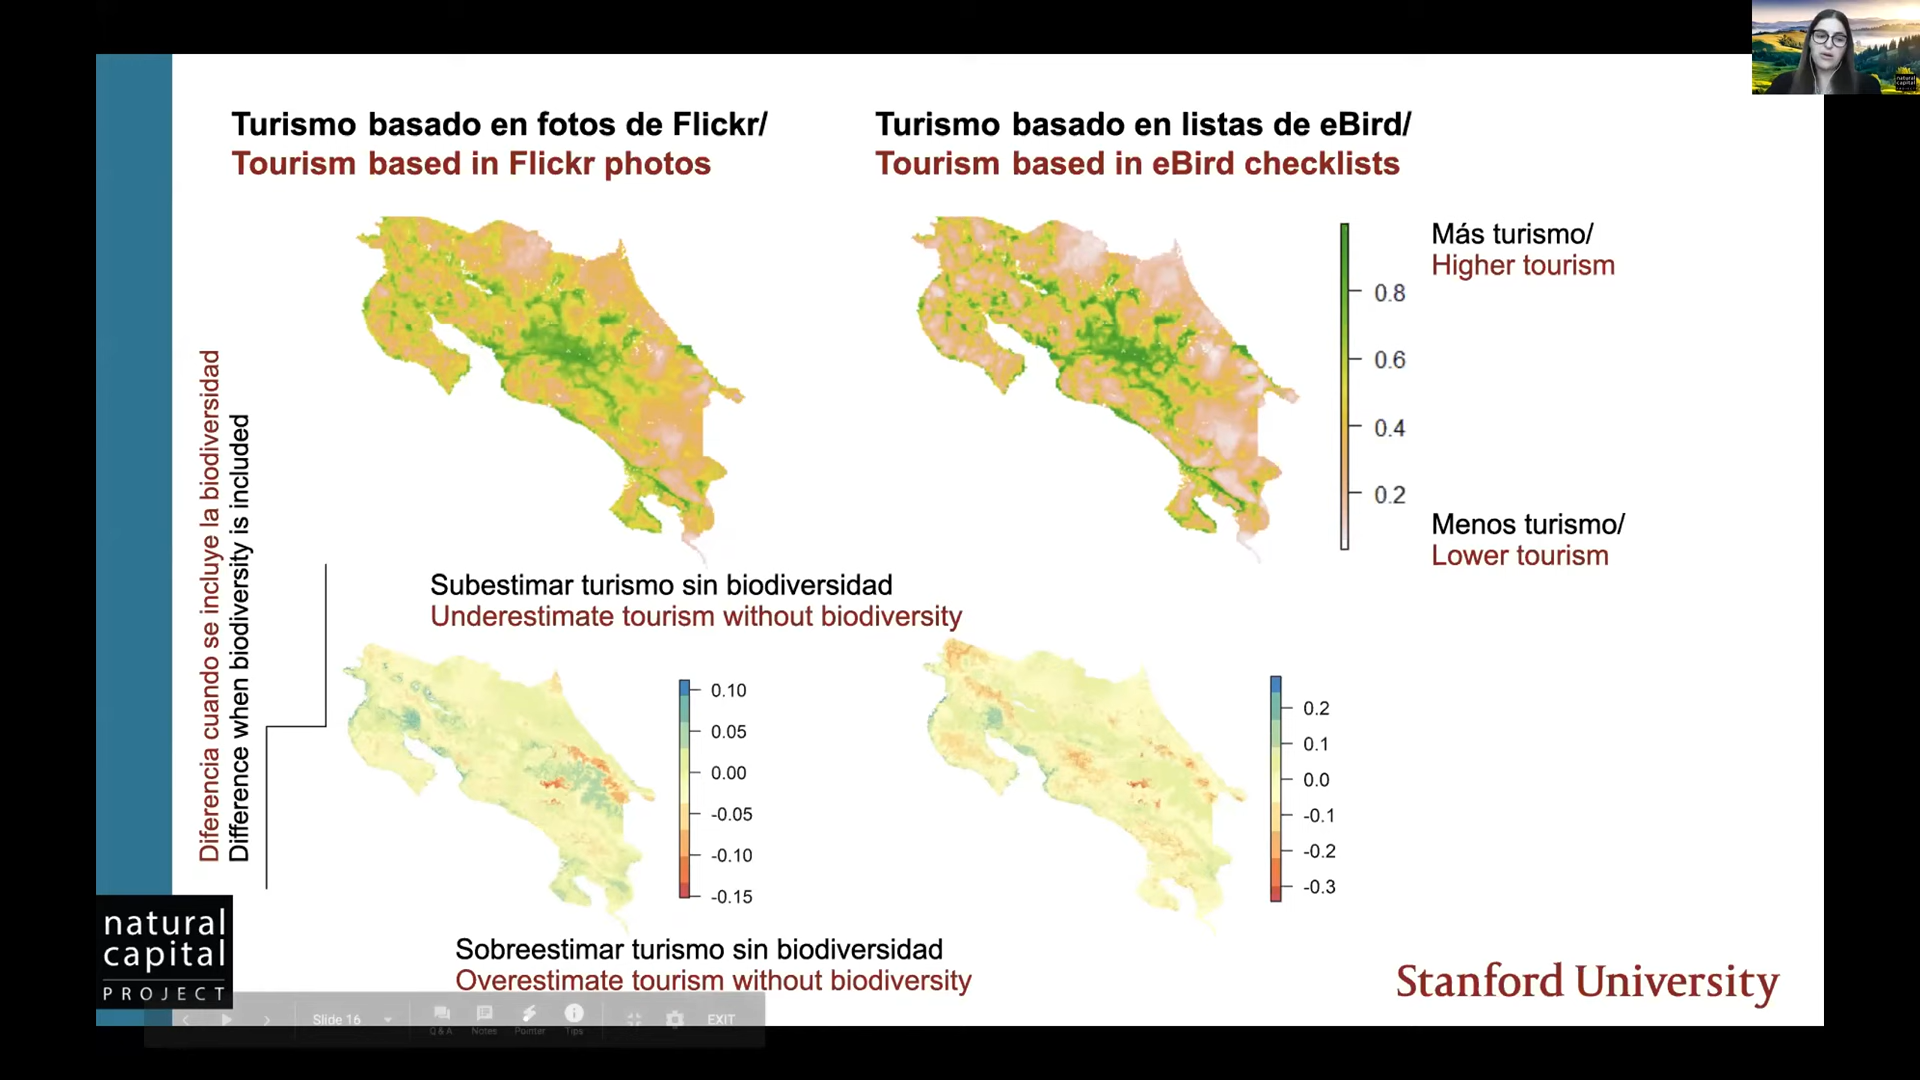 Turismo basado en fotos de Flickr/
Tourism based in Flickr photos
Turismo basado en listas de eBird/
Tourism based in eBird checklists
Más turismo/
Higher tourism
0.8
0.6
0.4
0.2
Menos turismo/
Lower tourism
Diferencia cuando se incluye la biodiversidad
Difference when biodiversity is included
Subestimar turismo sin biodiversidad
Underestimate tourism without biodiversity
0.10
0.05
0.00
-0.05
-0.10
-0.15
0.2
0.1
0.0
-0.1
-0.2
-0.3
Sobreestimar turismo sin biodiversidad
Overestimate tourism without biodiversity
natural
capital
PROJECT
Stanford University
Slide 16
Q & A
Notes
Pointer
Tips
EXIT
natural
capital